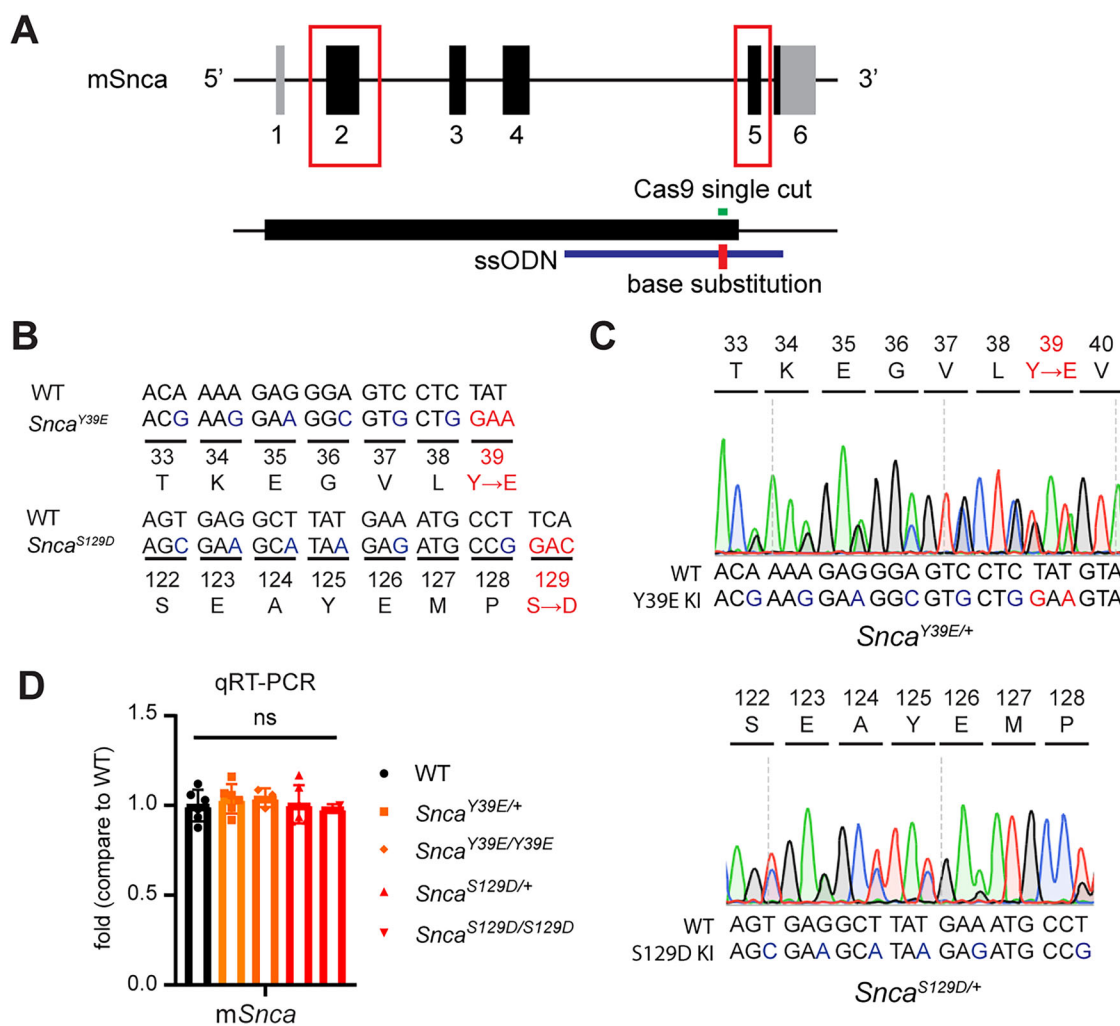 A
mSnca 5’ 3’
1 2 3 4 5 6
Cas9 single cut
ssODN
base substitution
B
WT ACA AAA GAG GGA GTC CTC TAT
SncaY39E ACG AAG GAA GGC GTG CTG GAA
33 34 35 36 37 38 39
T K E G V L Y→E
WT AGT GAG GCT TAT GAA ATG CCT TCA
SncaS129D AGC GAA GCA TAA GAG ATG CCG GAC
122 123 124 125 126 127 128 129
S E A Y E M P S→D
C
33 34 35 36 37 38 39 40
T K E G V L Y→E V
WT ACA AAA GAG GGA GTC CTC TAT GTA
Y39E KI ACG AAG GAA GGC GTG CTG GAA GTA
SncaY39E/+
122 123 124 125 126 127 128
S E A Y E M P
WT AGT GAG GCT TAT GAA ATG CCT
S129D KI AGC GAA GCA TAA GAG ATG CCG
SncaS129D/+
D
qRT-PCR
ns
fold (compare to WT)
1.5
1.0
0.5
0.0
mSnca
WT
SncaY39E/+
SncaY39E/Y39E
SncaS129D/+
SncaS129D/S129D